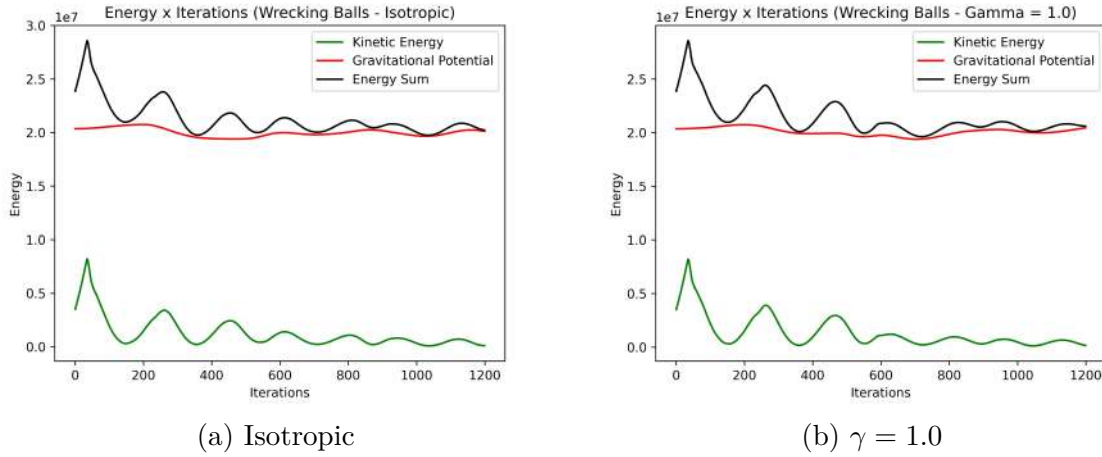 Energy x Iterations (Wrecking Balls - Isotropic)
1e7
3.0
2.5
2.0
1.5
1.0
0.5
0.0
Energy
Kinetic Energy
Gravitational Potential
Energy Sum
0 200 400 600 800 1000 1200
Iterations
(a) Isotropic
Energy x Iterations (Wrecking Balls - Gamma = 1.0)
1e7
2.5
2.0
1.5
1.0
0.5
0.0
Energy
Kinetic Energy
Gravitational Potential
Energy Sum
0 200 400 600 800 1000 1200
Iterations
(b) γ = 1.0